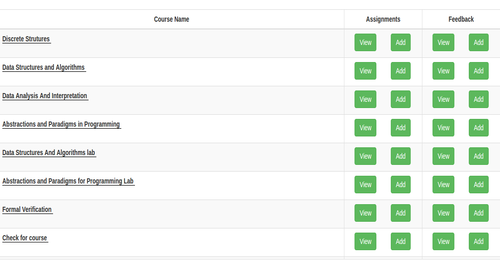 Course Name Assignments Feedback
Discrete Strutures View Add View Add
Data Structures and Algorithms View Add View Add
Data Analysis And Interpretation View Add View Add
Abstractions and Paradigms in Programming View Add View Add
Data Structures And Algorithms lab View Add View Add
Abstractions and Paradigms for Programming Lab View Add View Add
Formal Verification View Add View Add
Check for course View Add View Add